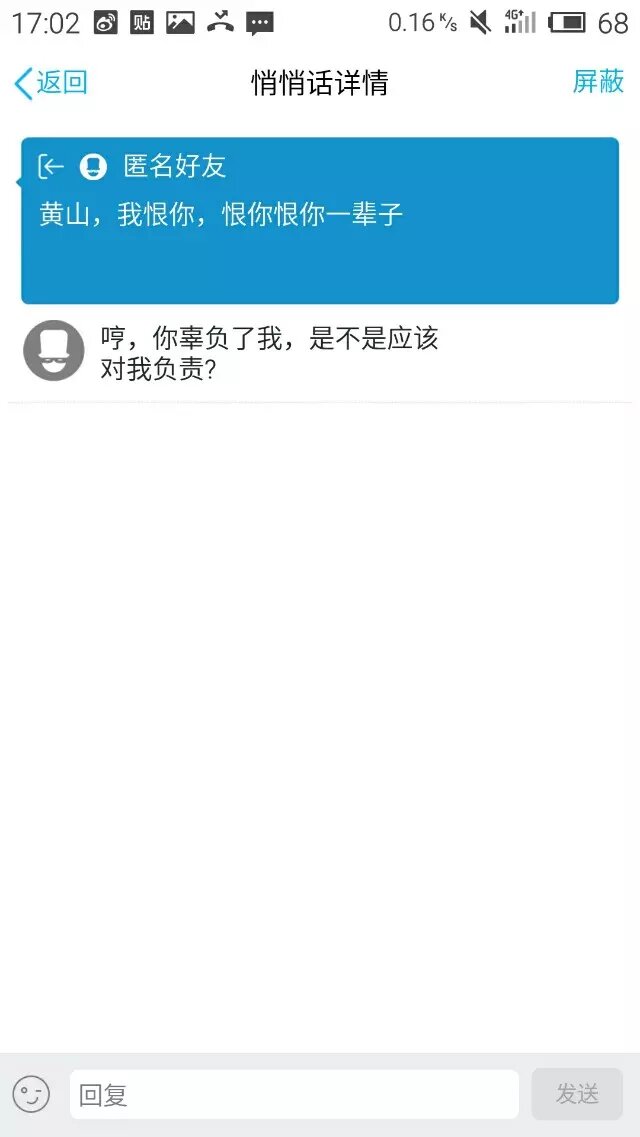 17:02 贴 0.16 K/s 4G+ 68
返回 悄悄话详情 屏蔽
匿名好友
黄山，我恨你，恨你恨你一辈子
哼，你辜负了我，是不是应该
对我负责?
回复 发送